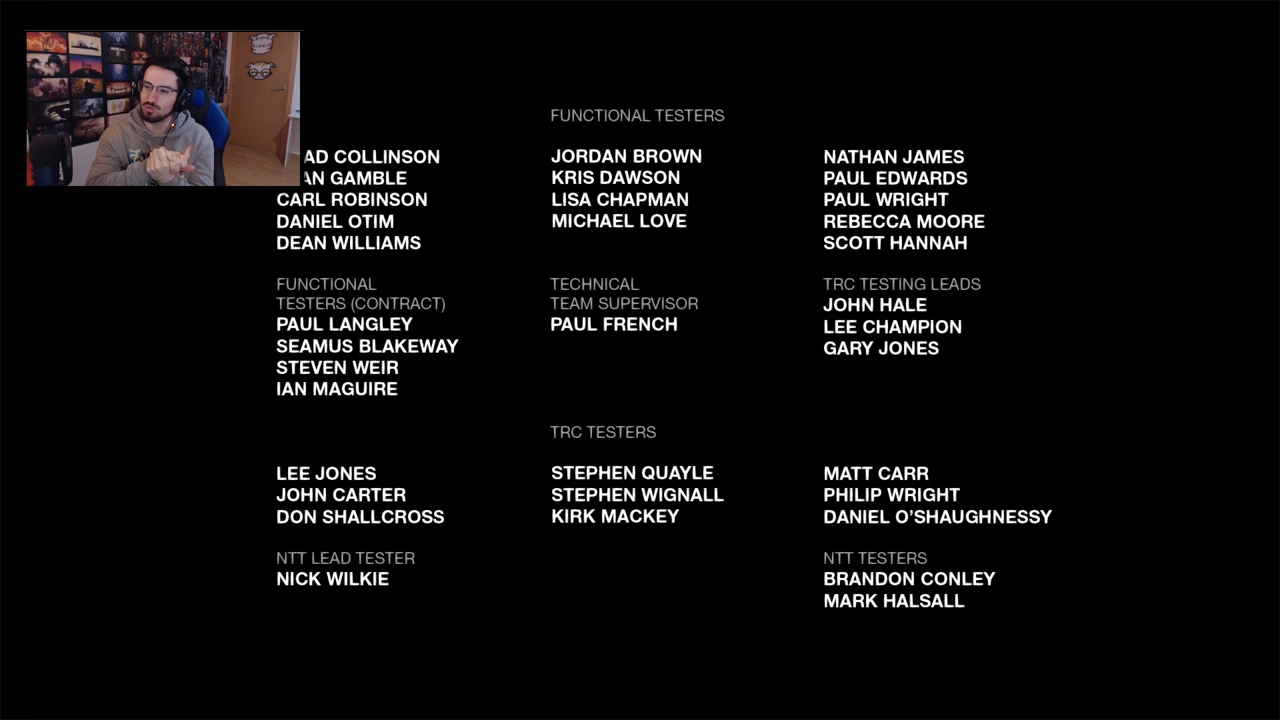 FUNCTIONAL TESTERS
COLLINSON
GAMBLE
CARL ROBINSON
DANIEL OTIM
DEAN WILLIAMS
JORDAN BROWN
KRIS DAWSON
LISA CHAPMAN
MICHAEL LOVE
NATHAN JAMES
PAUL EDWARDS
PAUL WRIGHT
REBECCA MOORE
SCOTT HANNAH
FUNCTIONAL
TESTERS (CONTRACT)
PAUL LANGLEY
SEAMUS BLAKEWAY
STEVEN WEIR
IAN MAGUIRE
TECHNICAL
TEAM SUPERVISOR
PAUL FRENCH
TRC TESTING LEADS
JOHN HALE
LEE CHAMPION
GARY JONES
TRC TESTERS
LEE JONES
JOHN CARTER
DON SHALLCROSS
STEPHEN QUAYLE
STEPHEN WIGNALL
KIRK MACKEY
MATT CARR
PHILIP WRIGHT
DANIEL O’SHAUGHNESSY
NTT LEAD TESTER
NICK WILKIE
NTT TESTERS
BRANDON CONLEY
MARK HALSALL